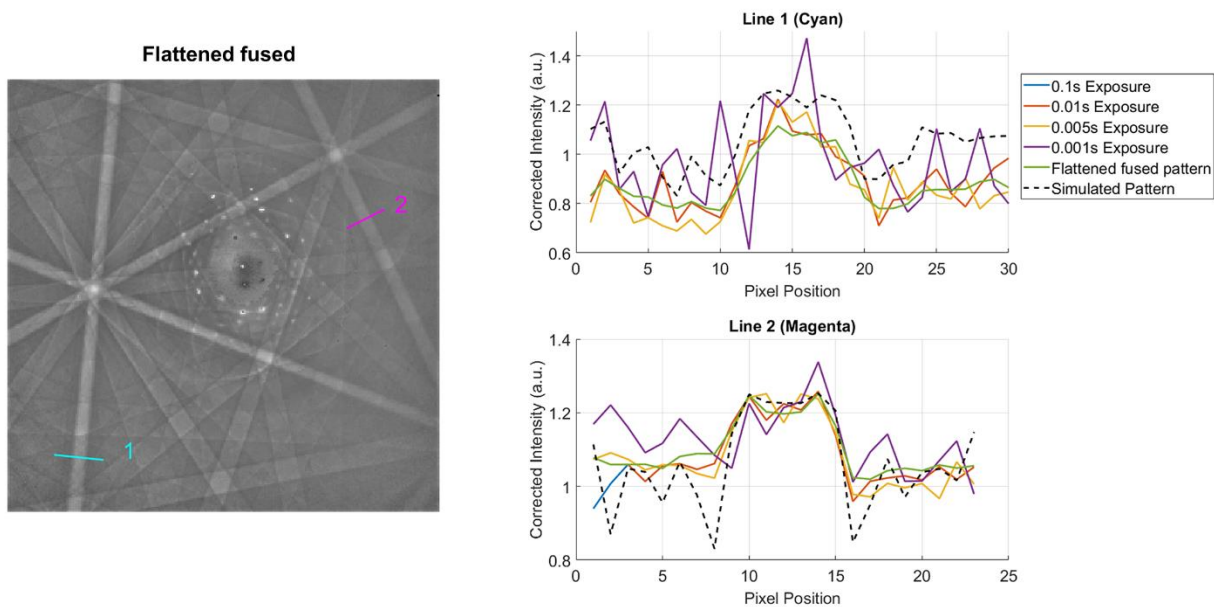 Flattened fused
1
2
Line 1 (Cyan)
Corrected Intensity (a.u.)
1.4
1.2
1
0.8
0.6
0
5
10
15
20
25
30
Pixel Position
0.1s Exposure
0.01s Exposure
0.005s Exposure
0.001s Exposure
Flattened fused pattern
Simulated Pattern
Line 2 (Magenta)
Corrected Intensity (a.u.)
1.4
1.2
1
0.8
0
5
10
15
20
25
Pixel Position